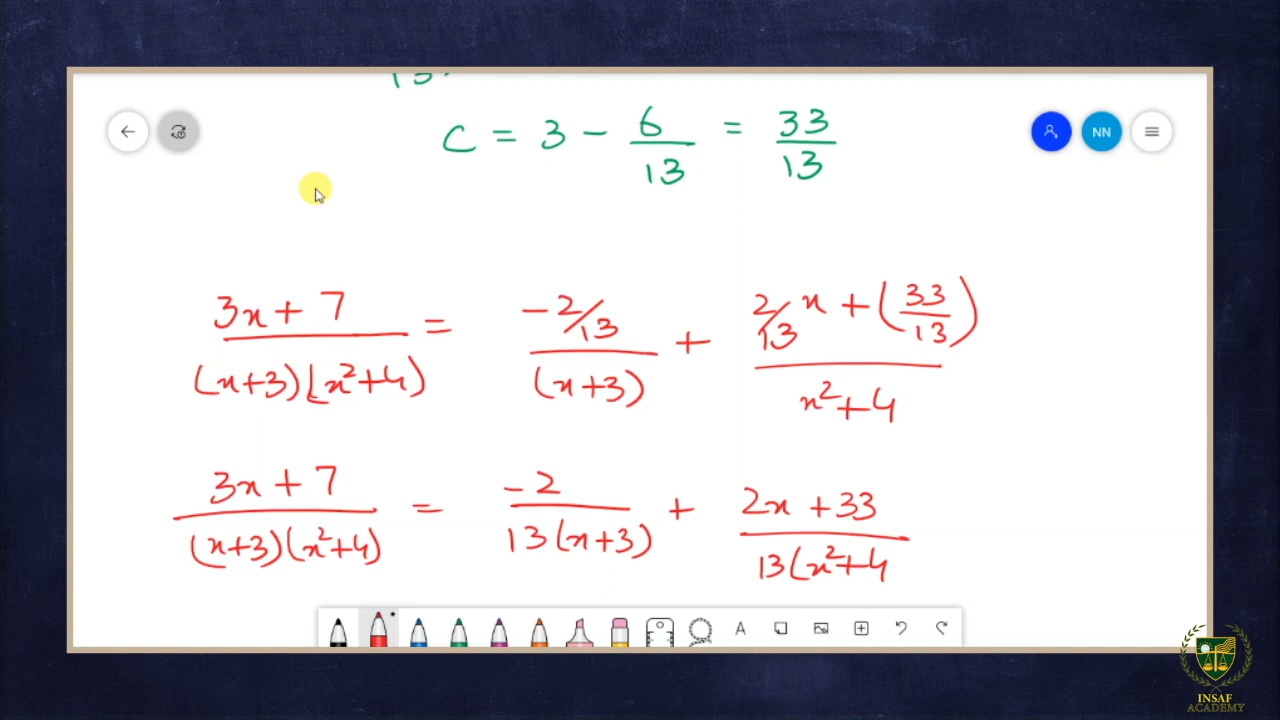 C = 3 - 6/13 = 33/13
NN
3x + 7 / (x+3)(x²+4) = -2/13 / (x+3) + 2/13 x + (33/13) / x²+4
3x + 7 / (x+3)(x²+4) = -2 / 13(x+3) + 2x + 33 / 13(x²+4
A
INSAF
ACADEMY